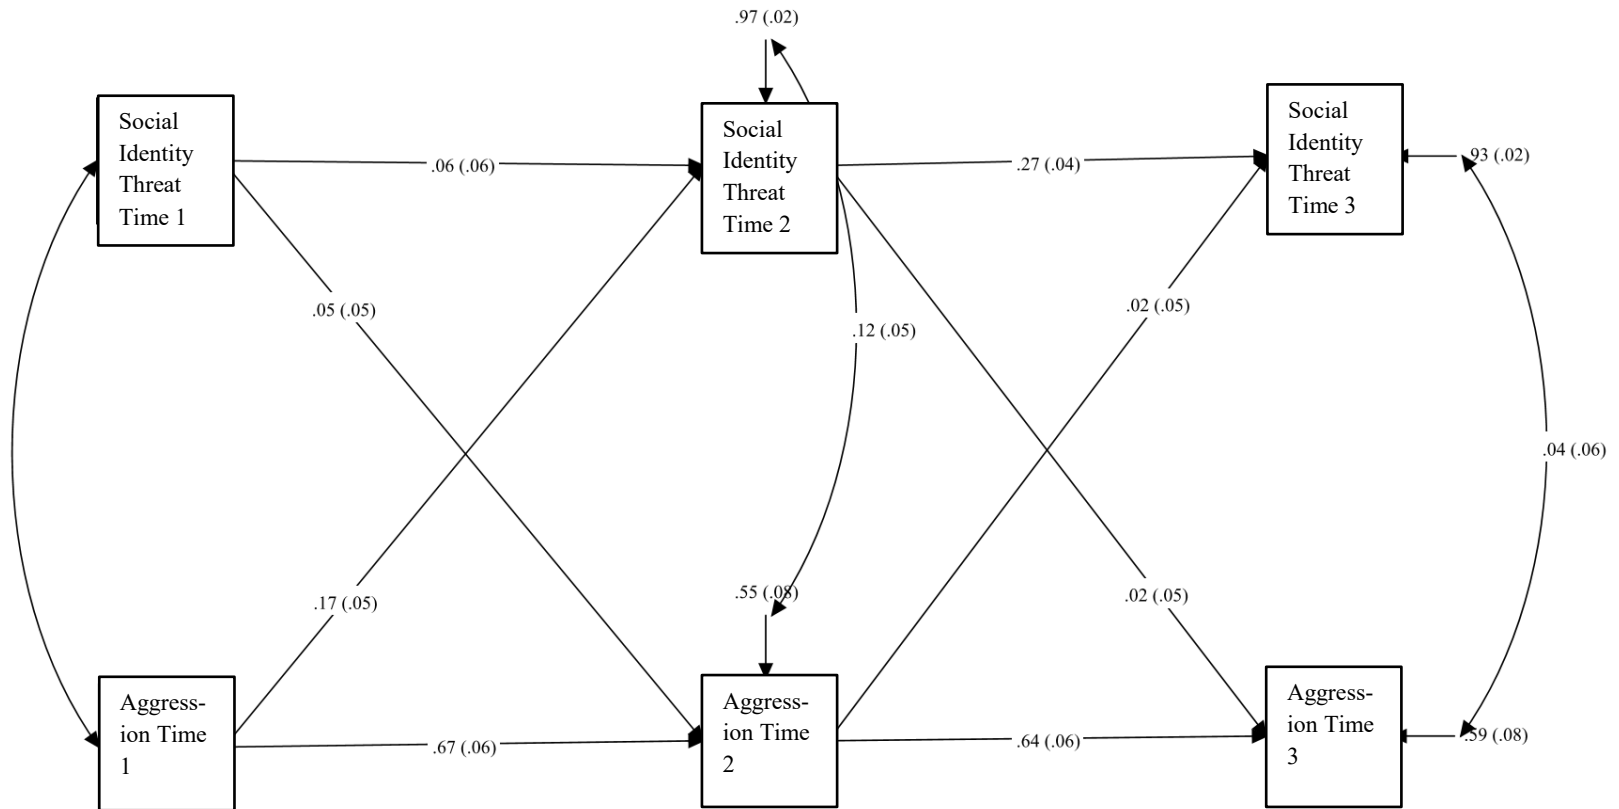 .97 (.02)
Social
Identity
Threat
Time 1
Social
Identity
Threat
Time 2
Social
Identity
Threat
Time 3
.06 (.06)
.27 (.04)
.93 (.02)
.05 (.05)
.02 (.05)
.12 (.05)
.04 (.06)
.17 (.05)
.55 (.08)
.02 (.05)
Aggress-
ion Time
1
Aggress-
ion Time
2
Aggress-
ion Time
3
.67 (.06)
.64 (.06)
.59 (.08)